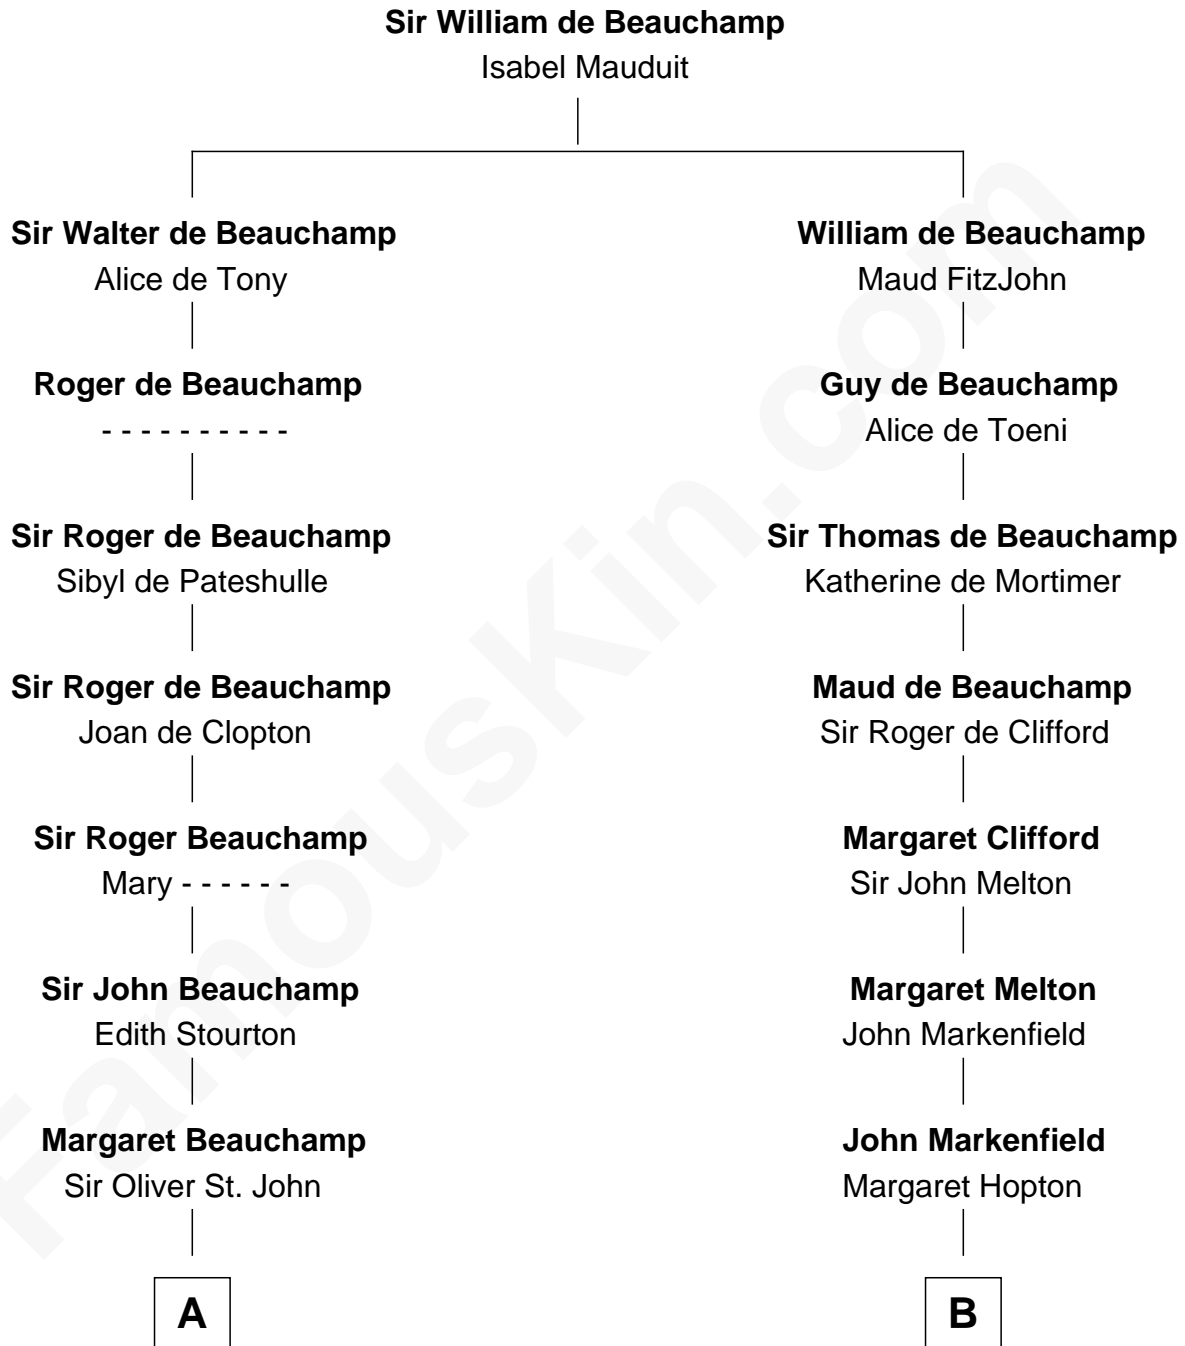 Sir William de Beauchamp
Isabel Mauduit
Sir Walter de Beauchamp
Alice de Tony
Roger de Beauchamp
- - - - - - - - - -
Sir Roger de Beauchamp
Sibyl de Pateshulle
Sir Roger de Beauchamp
Joan de Clopton
Sir Roger Beauchamp
Mary - - - - - -
Sir John Beauchamp
Edith Stourton
Margaret Beauchamp
Sir Oliver St. John
A
William de Beauchamp
Maud FitzJohn
Guy de Beauchamp
Alice de Toeni
Sir Thomas de Beauchamp
Katherine de Mortimer
Maud de Beauchamp
Sir Roger de Clifford
Margaret Clifford
Sir John Melton
Margaret Melton
John Markenfield
John Markenfield
Margaret Hopton
B
FamousKin.com